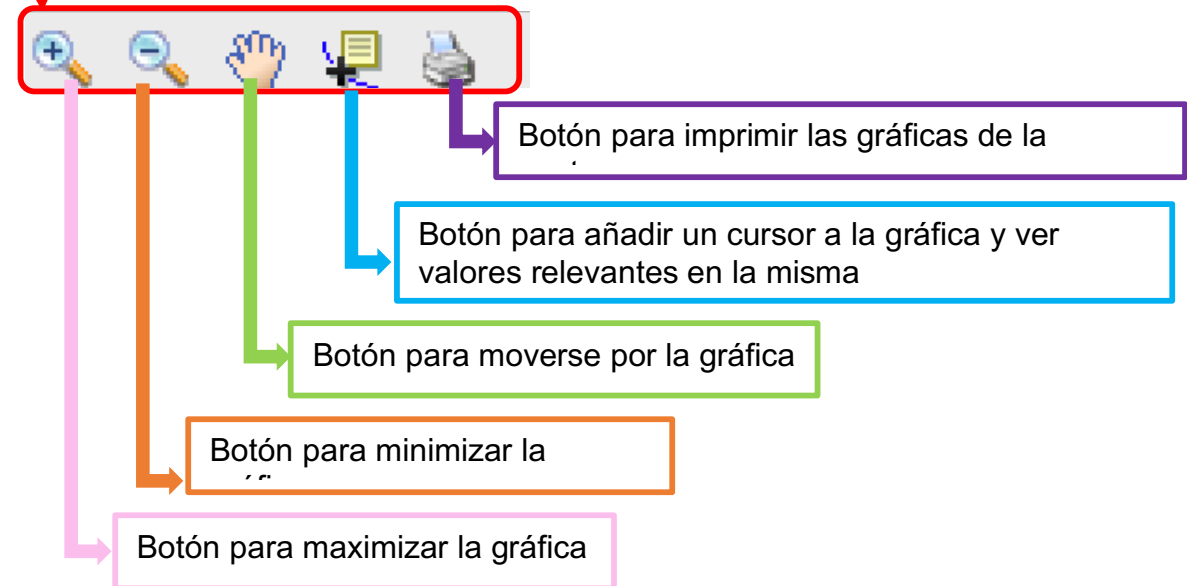 Botón para imprimir las gráficas de la
Botón para añadir un cursor a la gráfica y ver
valores relevantes en la misma
Botón para moverse por la gráfica
Botón para minimizar la
Botón para maximizar la gráfica